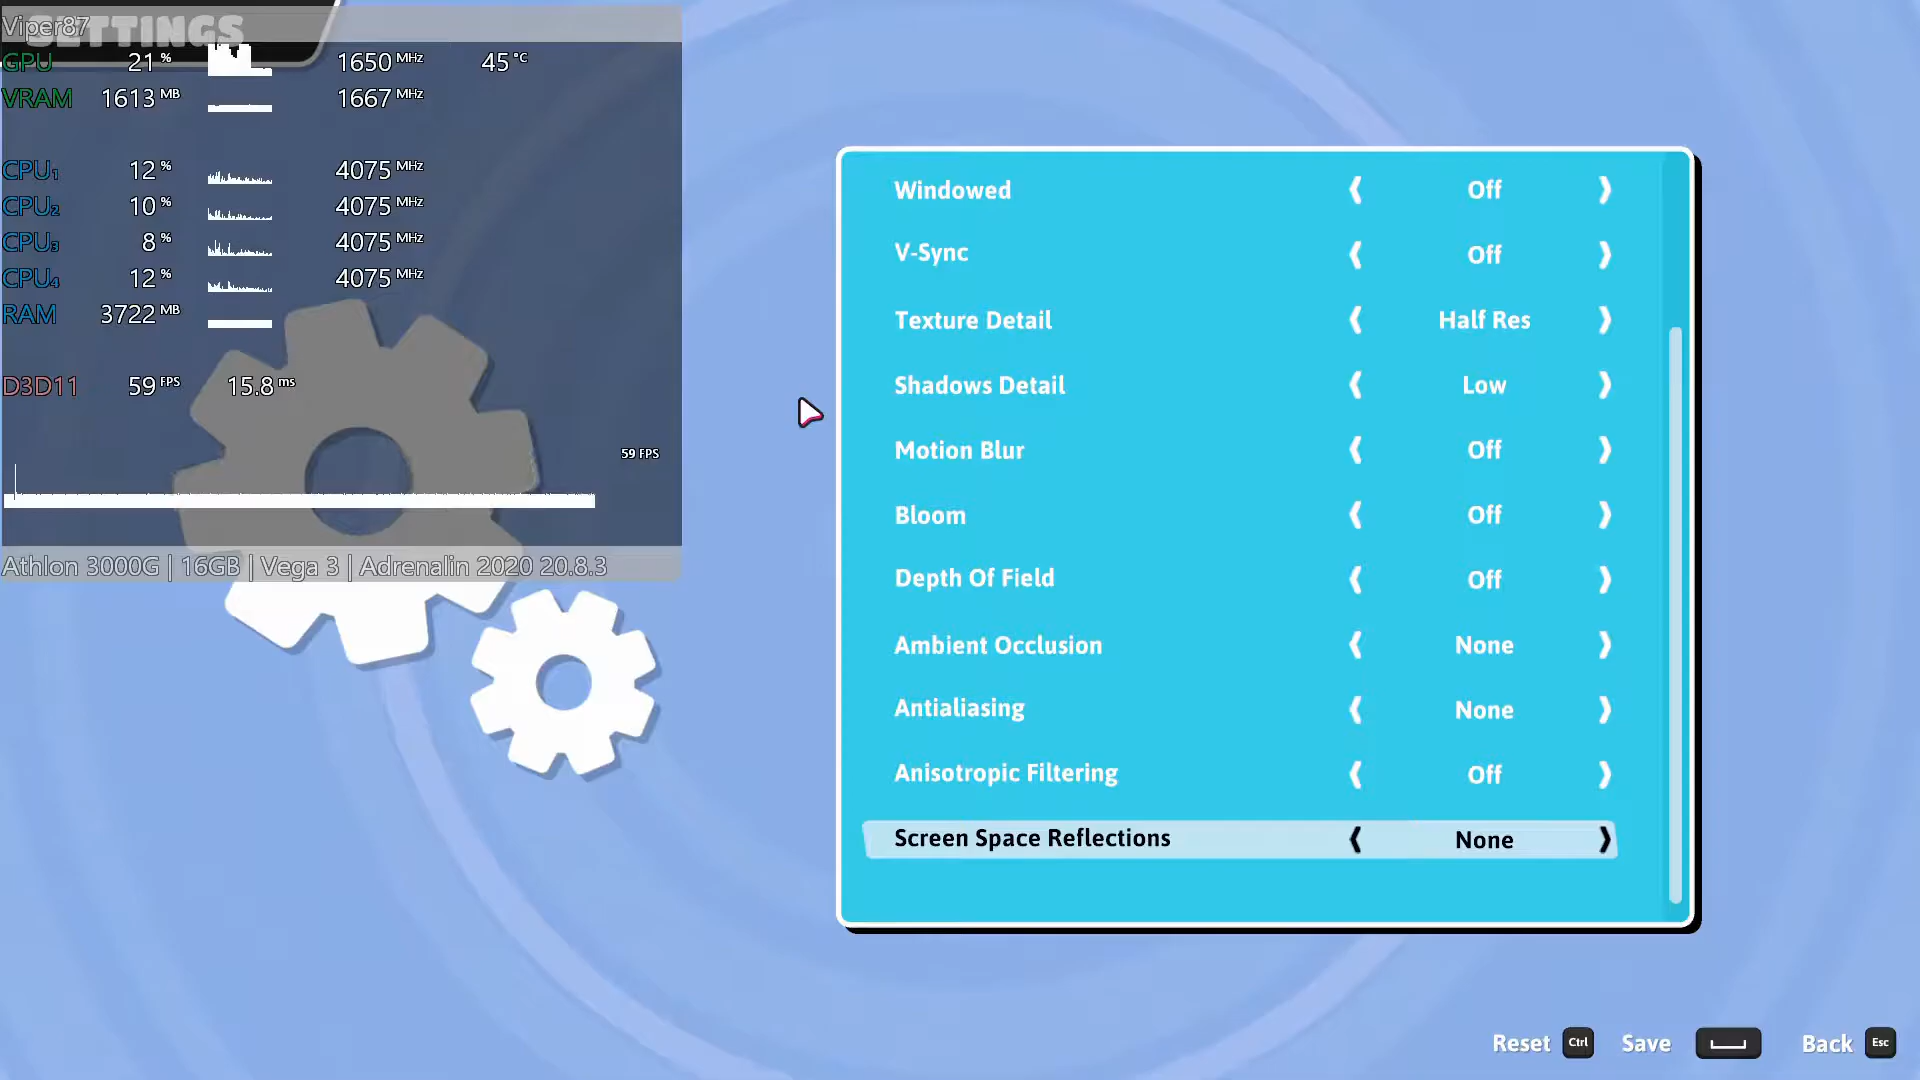 SETTINGS
Viper87
GPU 21 % 1650 MHz 45 °C
VRAM 1613 MB 1667 MHz
CPU1 12 % 4075 MHz
CPU2 10 % 4075 MHz
CPU3 8 % 4075 MHz
CPU4 12 % 4075 MHz
RAM 3722 MB
D3D11 59 FPS 15.8 ms
59 FPS
Athlon 3000G | 16GB | Vega 3 | Adrenalin 2020 20.8.3
Windowed Off
V-Sync Off
Texture Detail Half Res
Shadows Detail Low
Motion Blur Off
Bloom Off
Depth Of Field Off
Ambient Occlusion None
Antialiasing None
Anisotropic Filtering Off
Screen Space Reflections None
Reset Ctrl Save Back Esc